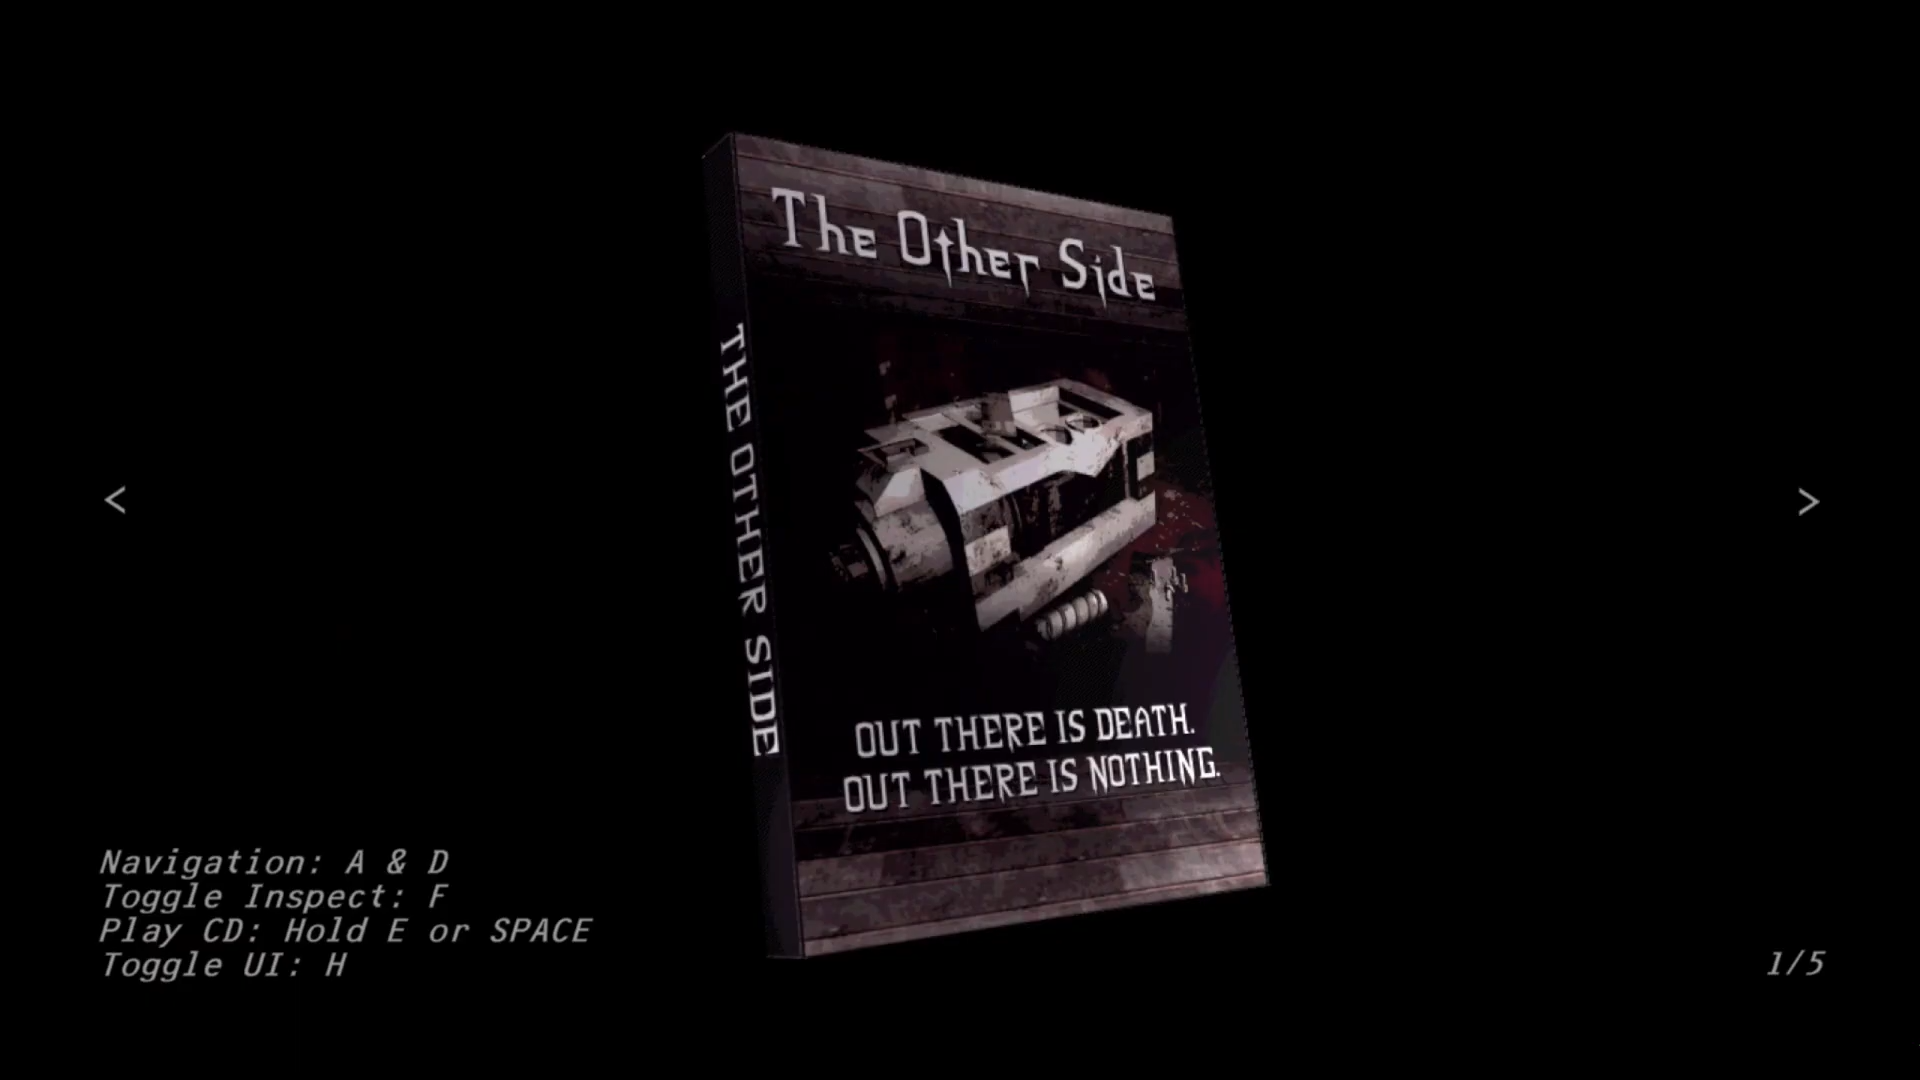 The Other Side
THE OTHER SIDE
OUT THERE IS DEATH.
OUT THERE IS NOTHING.
<
>
Navigation: A & D
Toggle Inspect: F
Play CD: Hold E or SPACE
Toggle UI: H
1/5